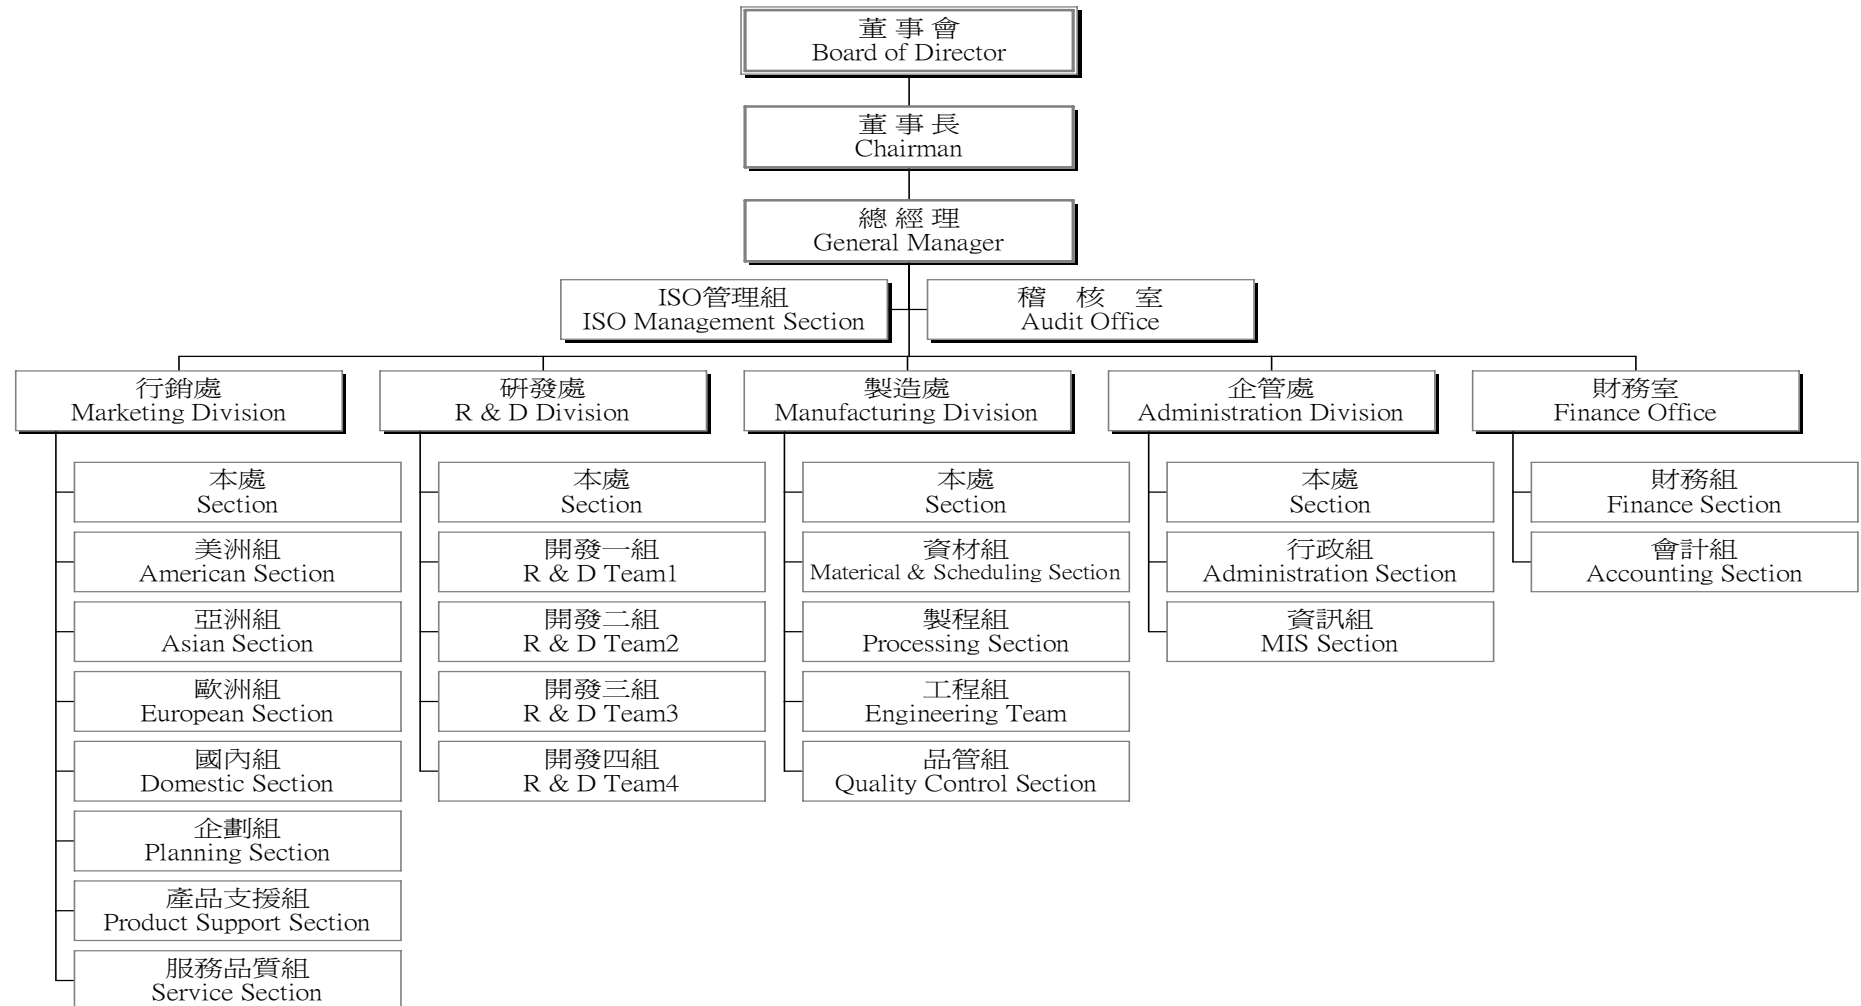 董 事 會
Board of Director
董 事 長
Chairman
總 經 理
General Manager
ISO管理組
ISO Management Section
稽 核 室
Audit Office
行銷處
Marketing Division
研發處
R & D Division
製造處
Manufacturing Division
企管處
Administration Division
財務室
Finance Office
本處
Section
美洲組
American Section
亞洲組
Asian Section
歐洲組
European Section
國內組
Domestic Section
企劃組
Planning Section
產品支援組
Product Support Section
服務品質組
Service Section
本處
Section
開發一組
R & D Team1
開發二組
R & D Team2
開發三組
R & D Team3
開發四組
R & D Team4
本處
Section
資材組
Materical & Scheduling Section
製程組
Processing Section
工程組
Engineering Team
品管組
Quality Control Section
本處
Section
行政組
Administration Section
資訊組
MIS Section
財務組
Finance Section
會計組
Accounting Section